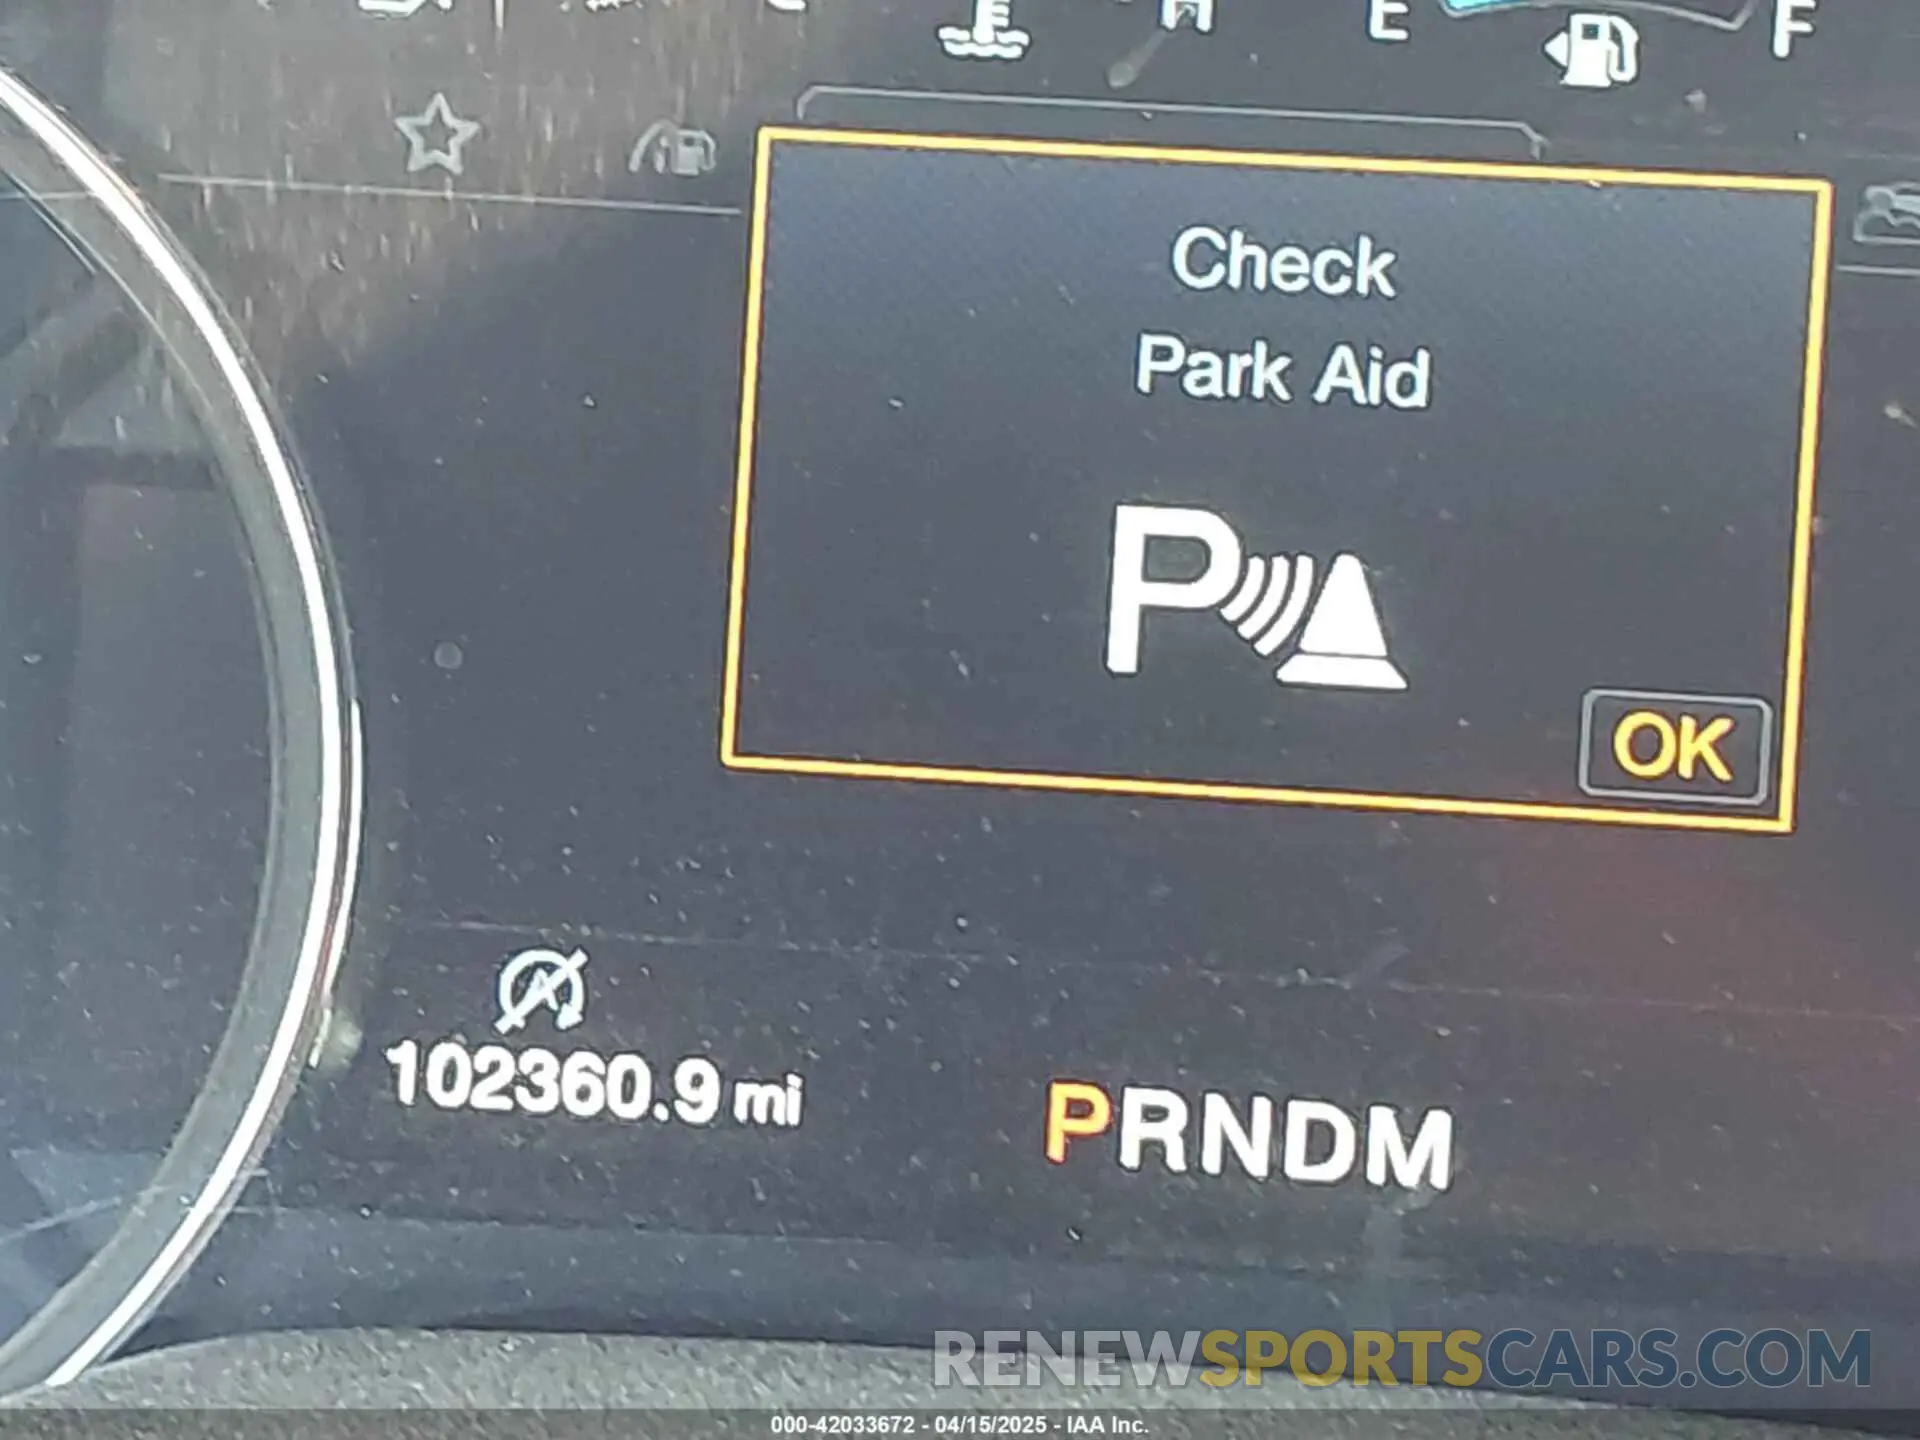 H
E
F
Check
Park Aid
P
OK
A
102360.9 mi
PRNDM
RENEWSPORTSCARS.COM
000-42033672 - 04/15/2025 - IAA Inc.